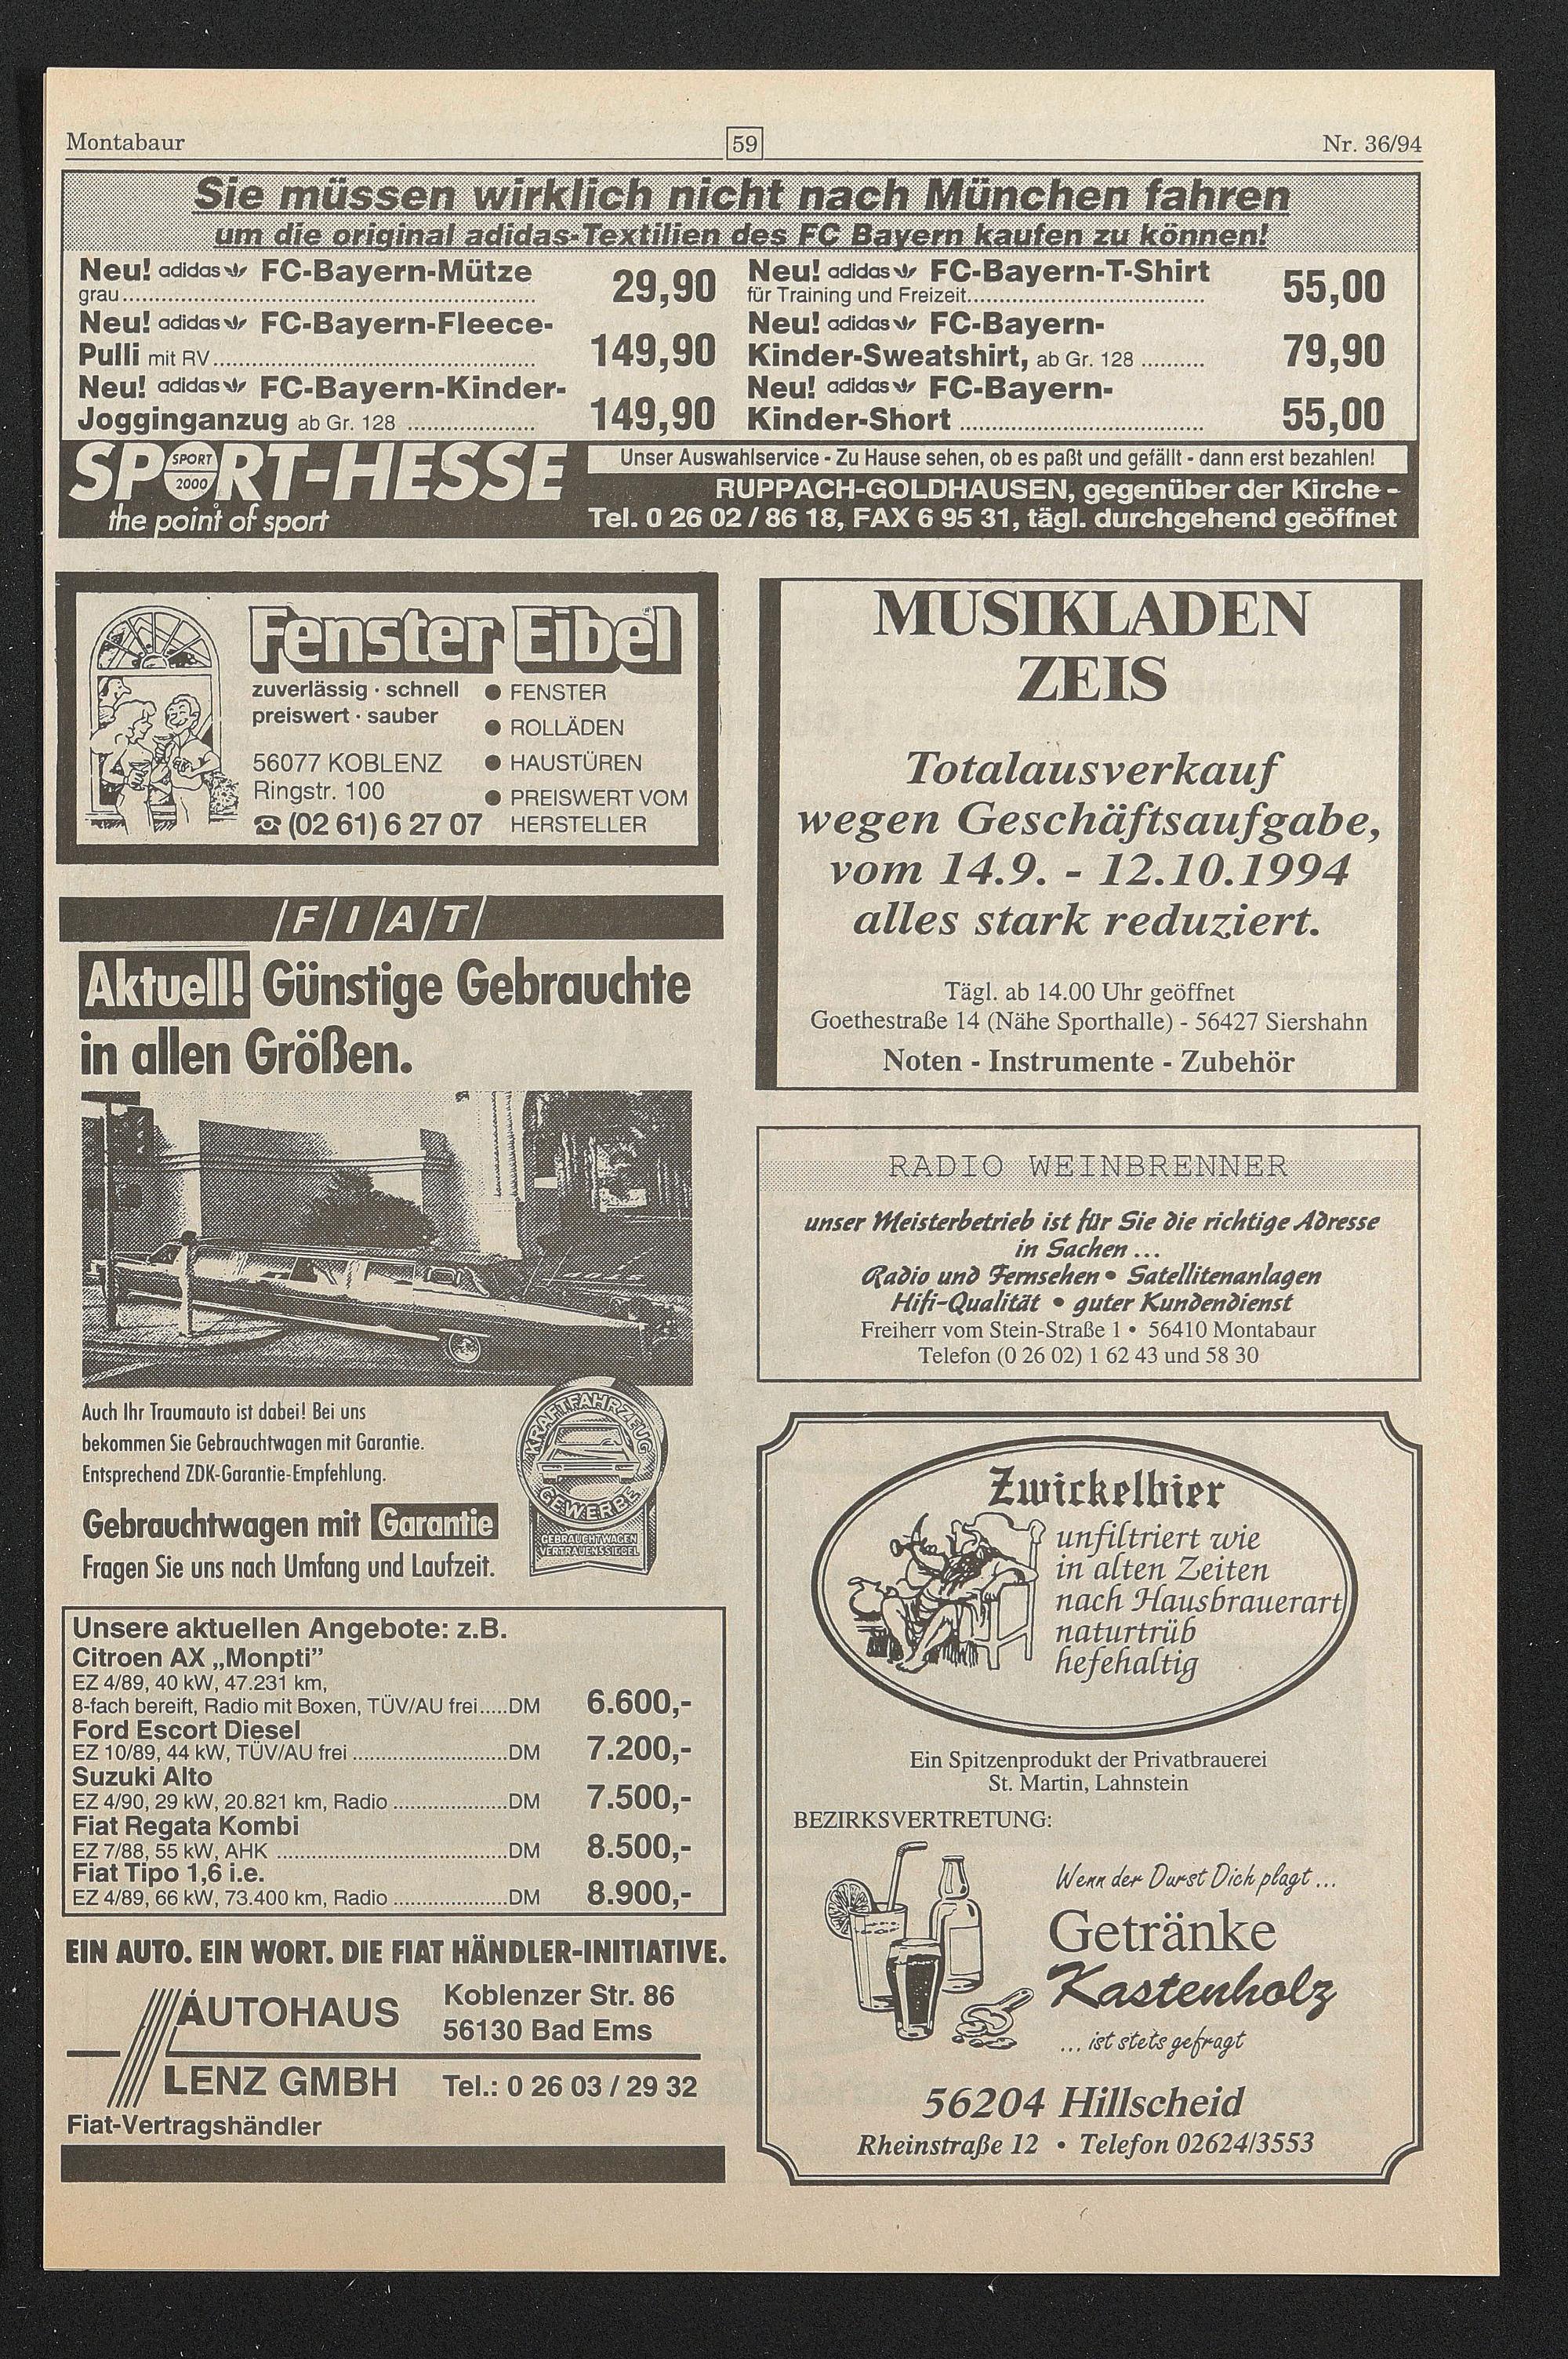 Montabaur
59
Nr. 36/94
Sie müssen wirklich nicht nach München fahren
um die original adidas-Textilien des FC Bayern kaufen zu können!
Neu! adidas FC-Bayern-Mütze
grau.................... 29,90
Neu! adidas FC-Bayern-Fleece-
Pulli mit RV.................... 149,90
Neu! adidas FC-Bayern-Kinder-
Jogginganzug ab Gr. 128 .................... 149,90
Neu! adidas FC-Bayern-T-Shirt
für Training und Freizeit.................... 55,00
Neu! adidas FC-Bayern-
Kinder-Sweatshirt, ab Gr. 128 .......... 79,90
Neu! adidas FC-Bayern-
Kinder-Short .................... 55,00
SPORT-HESSE
SPORT
2000
the point of sport
Unser Auswahlservice - Zu Hause sehen, ob es paßt und gefällt - dann erst bezahlen!
RUPPACH-GOLDHAUSEN, gegenüber der Kirche -
Tel. 0 26 02 / 86 18, FAX 6 95 31, tägl. durchgehend geöffnet
Fenster Eibel
zuverlässig · schnell
preiswert · sauber
56077 KOBLENZ
Ringstr. 100
☎ (02 61) 6 27 07
● FENSTER
● ROLLÄDEN
● HAUSTÜREN
● PREISWERT VOM
HERSTELLER
FIAT
Aktuell! Günstige Gebrauchte
in allen Größen.
Auch Ihr Traumauto ist dabei! Bei uns
bekommen Sie Gebrauchtwagen mit Garantie.
Entsprechend ZDK-Garantie-Empfehlung.
Gebrauchtwagen mit Garantie
Fragen Sie uns nach Umfang und Laufzeit.
KRAFTFAHRZEUG
GEWERBE
GEBRAUCHTWAGEN
VERTRAUENSSIEGEL
Unsere aktuellen Angebote: z.B.
Citroen AX „Monpti”
EZ 4/89, 40 kW, 47.231 km,
8-fach bereift, Radio mit Boxen, TÜV/AU frei.....DM 6.600,-
Ford Escort Diesel
EZ 10/89, 44 kW, TÜV/AU frei ....................DM 7.200,-
Suzuki Alto
EZ 4/90, 29 kW, 20.821 km, Radio ....................DM 7.500,-
Fiat Regata Kombi
EZ 7/88, 55 kW, AHK ....................DM 8.500,-
Fiat Tipo 1,6 i.e.
EZ 4/89, 66 kW, 73.400 km, Radio ....................DM 8.900,-
EIN AUTO. EIN WORT. DIE FIAT HÄNDLER-INITIATIVE.
AUTOHAUS
LENZ GMBH
Fiat-Vertragshändler
Koblenzer Str. 86
56130 Bad Ems
Tel.: 0 26 03 / 29 32
MUSIKLADEN
ZEIS
Totalausverkauf
wegen Geschäftsaufgabe,
vom 14.9. - 12.10.1994
alles stark reduziert.
Tägl. ab 14.00 Uhr geöffnet
Goethestraße 14 (Nähe Sporthalle) - 56427 Siershahn
Noten - Instrumente - Zubehör
RADIO WEINBRENNER
unser Meisterbetrieb ist für Sie die richtige Adresse
in Sachen ...
Radio und Fernsehen • Satellitenanlagen
Hifi-Qualität • guter Kundendienst
Freiherr vom Stein-Straße 1 • 56410 Montabaur
Telefon (0 26 02) 1 62 43 und 58 30
Zwickelbier
unfiltriert wie
in alten Zeiten
nach Hausbrauerart
naturtrüb
hefehaltig
Ein Spitzenprodukt der Privatbrauerei
St. Martin, Lahnstein
BEZIRKSVERTRETUNG:
Wenn der Durst Dich plagt ...
Getränke
Kastenholz
... ist stets gefragt
56204 Hillscheid
Rheinstraße 12 • Telefon 02624/3553